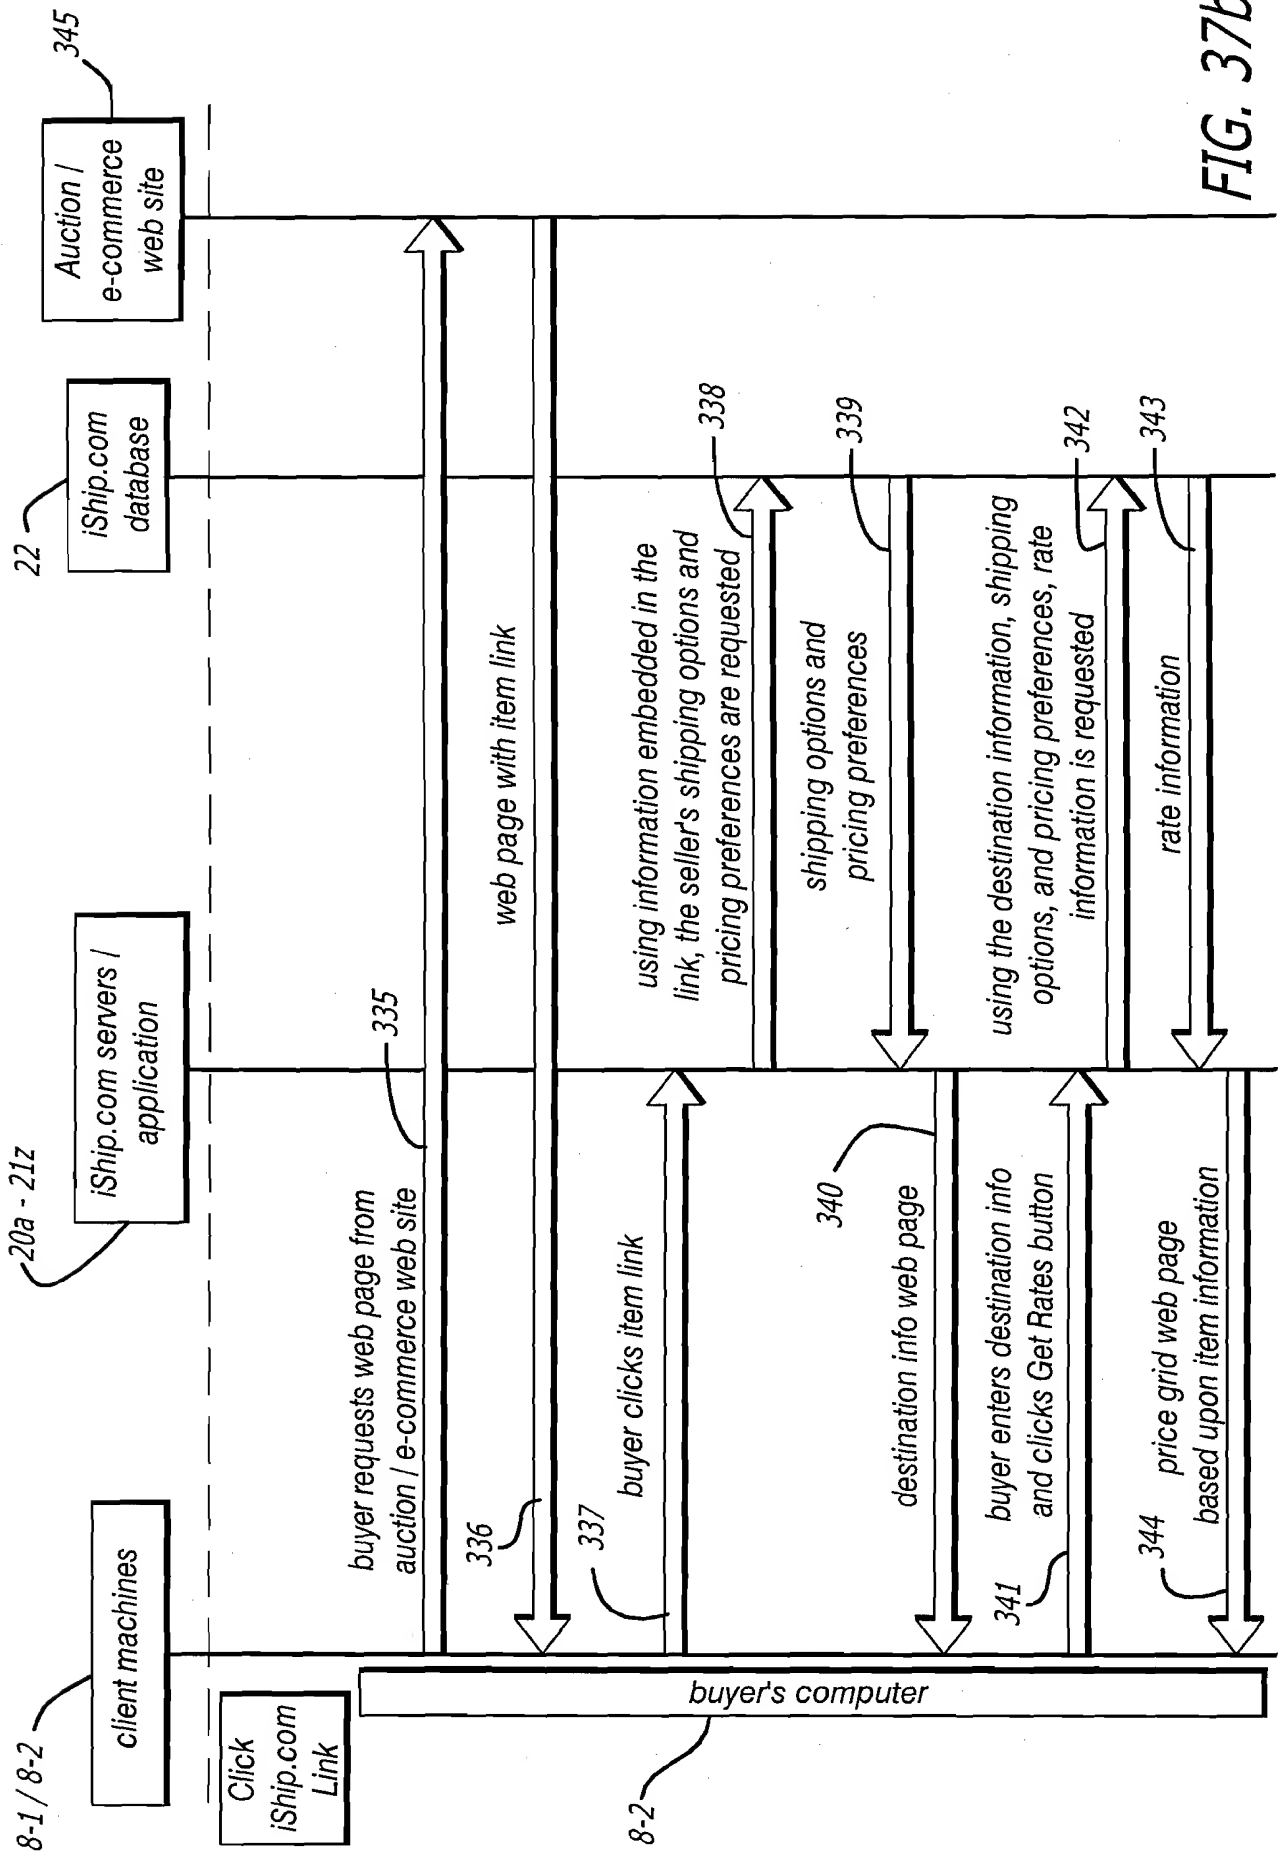 8-1 / 8-2
client machines
20a - 21z
iShip.com servers /
application
22
iShip.com
database
Auction /
e-commerce
web site
345
Click
iShip.com
Link
buyer's computer
8-2
buyer requests web page from
auction / e-commerce web site
335
336
web page with item link
337
buyer clicks item link
using information embedded in the
link, the seller's shipping options and
pricing preferences are requested
338
shipping options and
pricing preferences
339
destination info web page
340
buyer enters destination info
and clicks Get Rates button
341
using the destination information, shipping
options, and pricing preferences, rate
information is requested
342
rate information
343
344
price grid web page
based upon item information
FIG. 37b